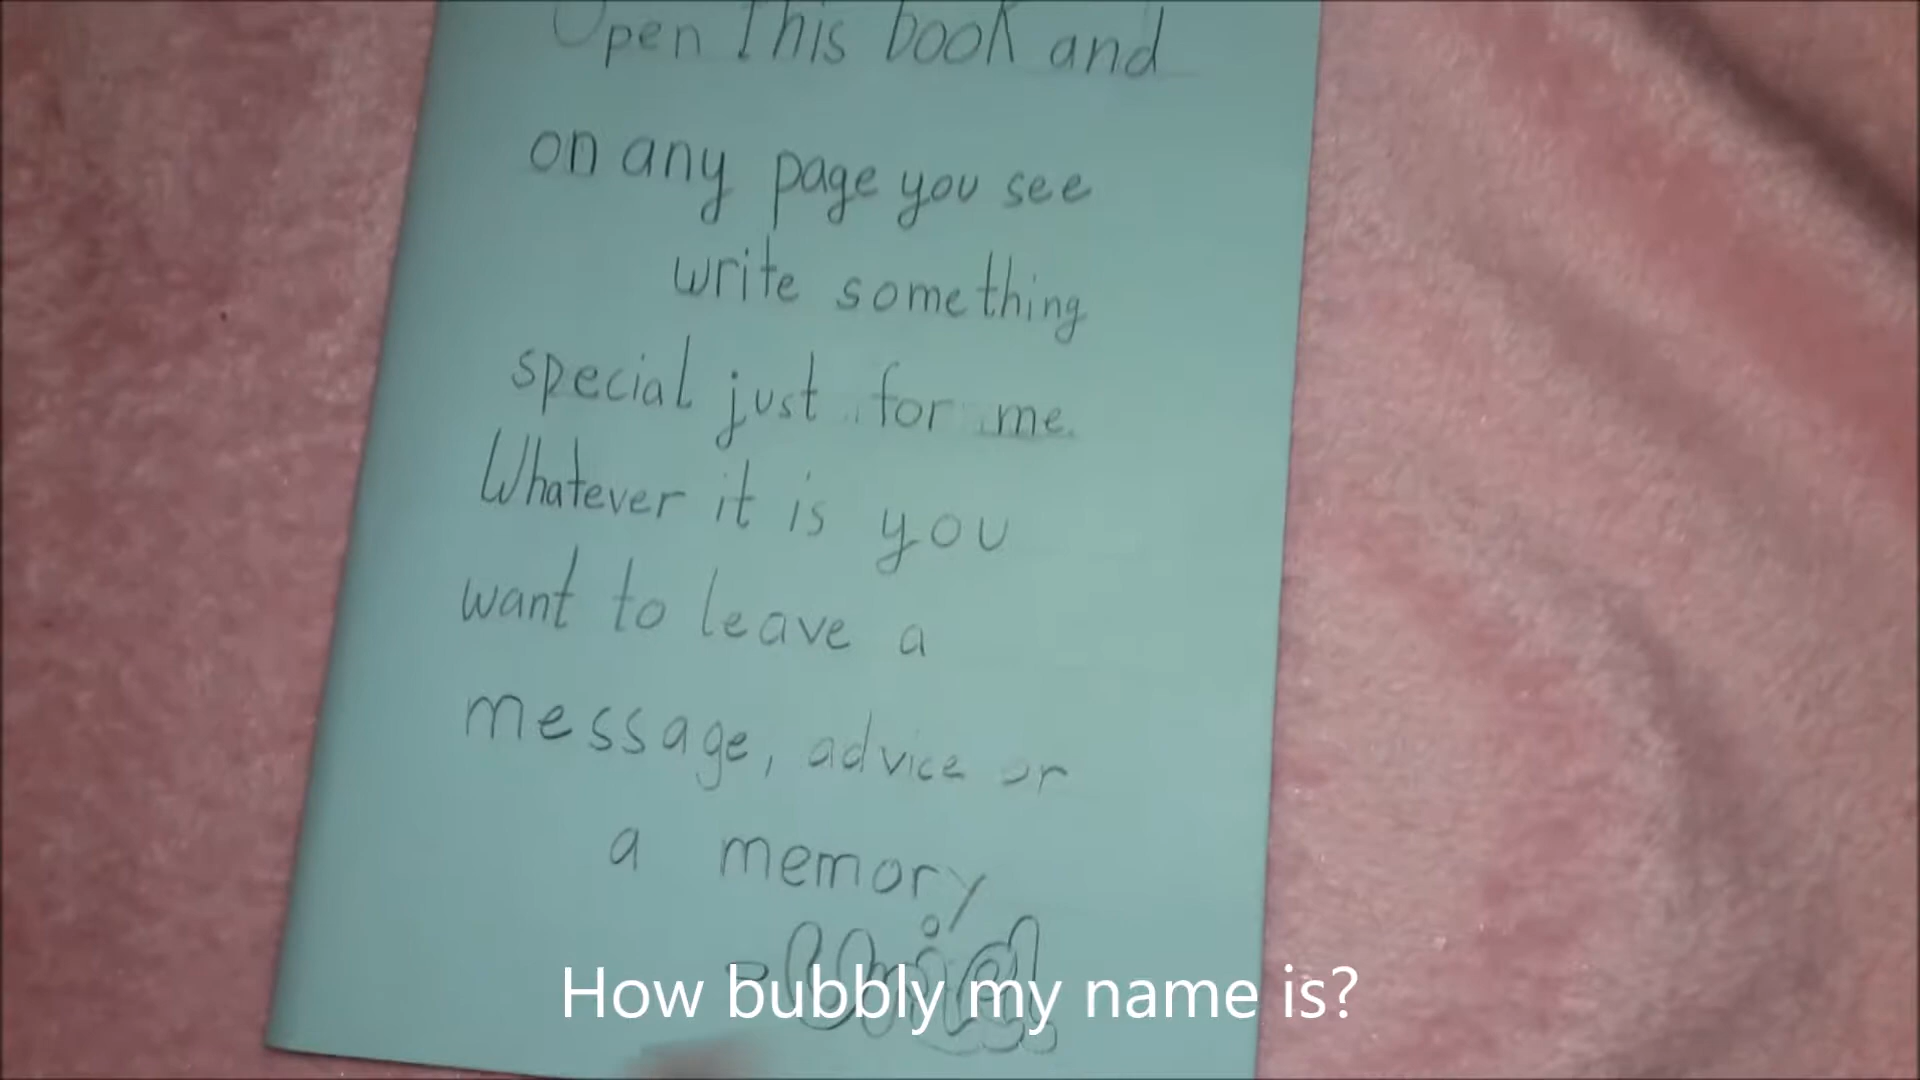 Open This book and
on any page you see
write something
special just for me.
Whatever it is you
want to leave a
message, advice or
a memory
How bubbly my name is?